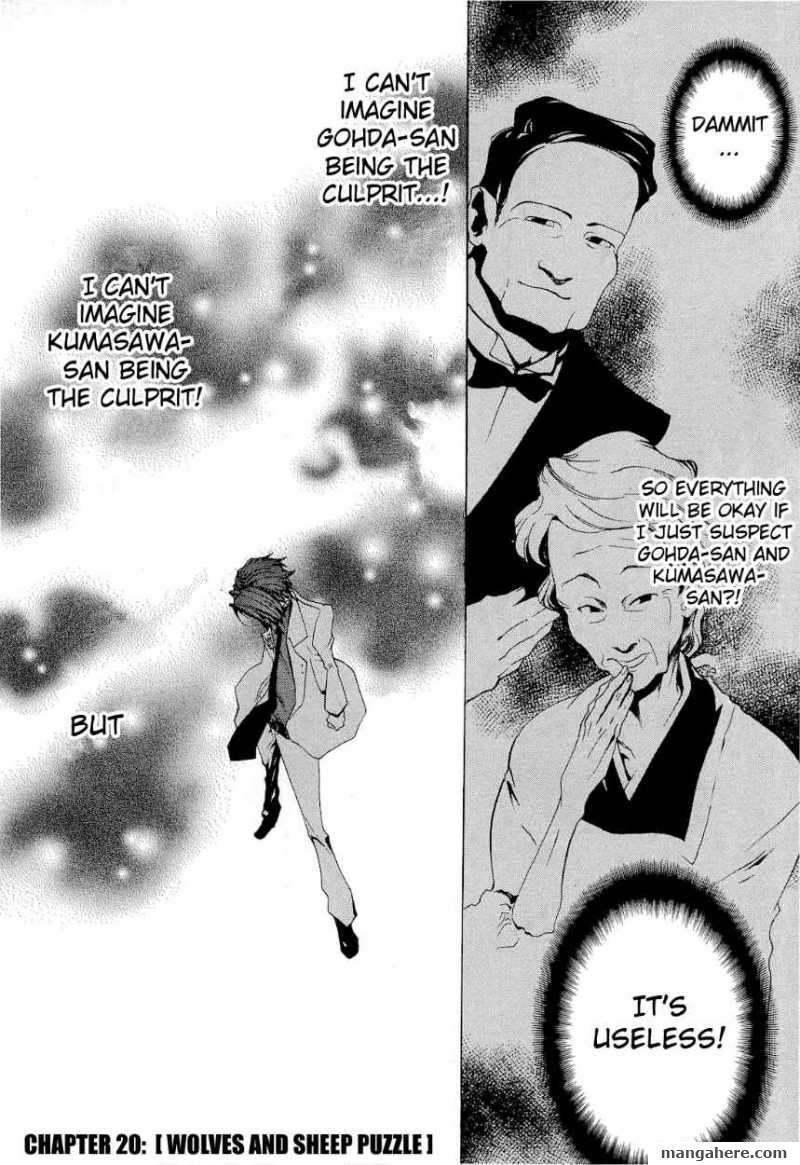 DAMMIT
...
SO EVERYTHING
WILL BE OKAY IF
I JUST SUSPECT
GOHDA-SAN AND
KUMASAWA-
SAN?!
IT'S
USELESS!
I CAN'T
IMAGINE
GOHDA-SAN
BEING THE
CULPRIT...!
I CAN'T
IMAGINE
KUMASAWA-
SAN BEING
THE CULPRIT!
BUT
CHAPTER 20: [ WOLVES AND SHEEP PUZZLE ]
mangahere.com